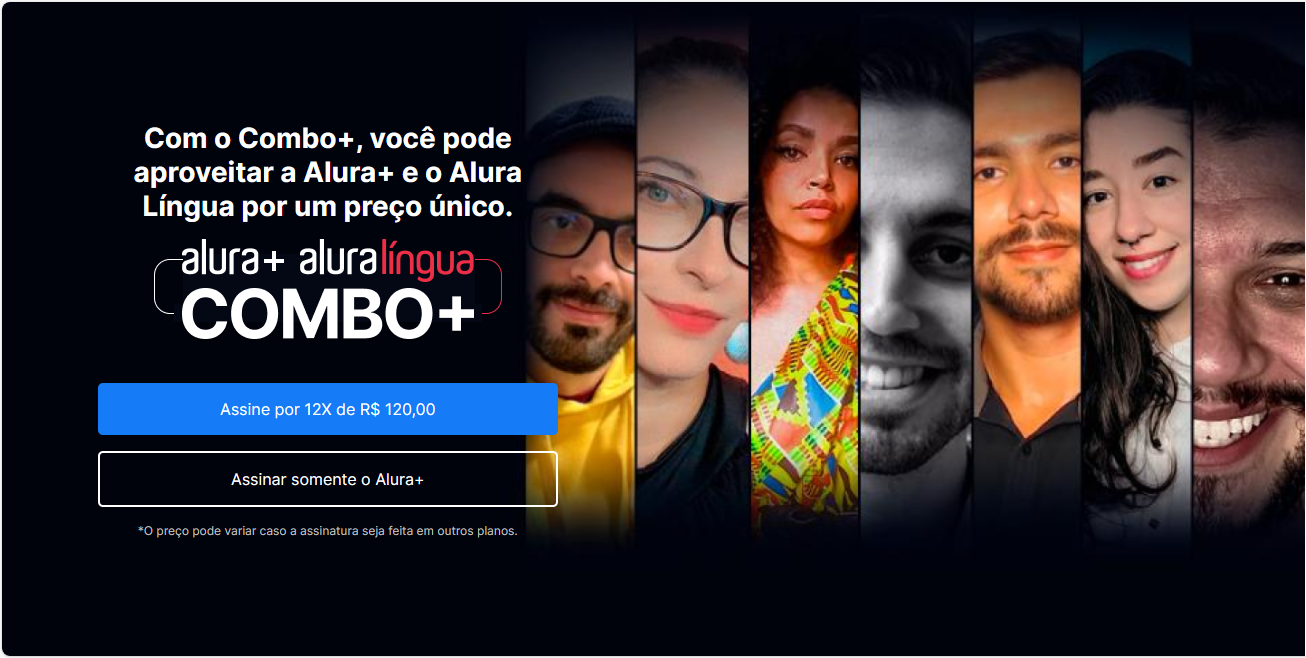 Com o Combo+, você pode
aproveitar a Alura+ e o Alura
Língua por um preço único.
alura+ aluralíngua
COMBO+
Assine por 12X de R$ 120,00
Assinar somente o Alura+
*O preço pode variar caso a assinatura seja feita em outros planos.